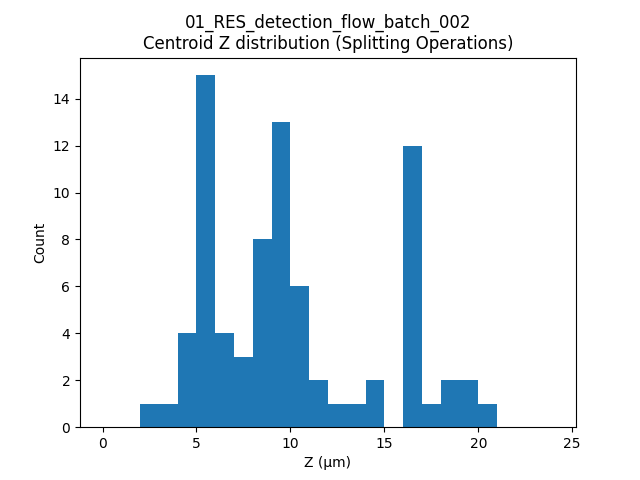 01_RES_detection_flow_batch_002
Centroid Z distribution (Splitting Operations)
14
12
10
8
6
4
2
0
Count
0 5 10 15 20 25
Z (µm)